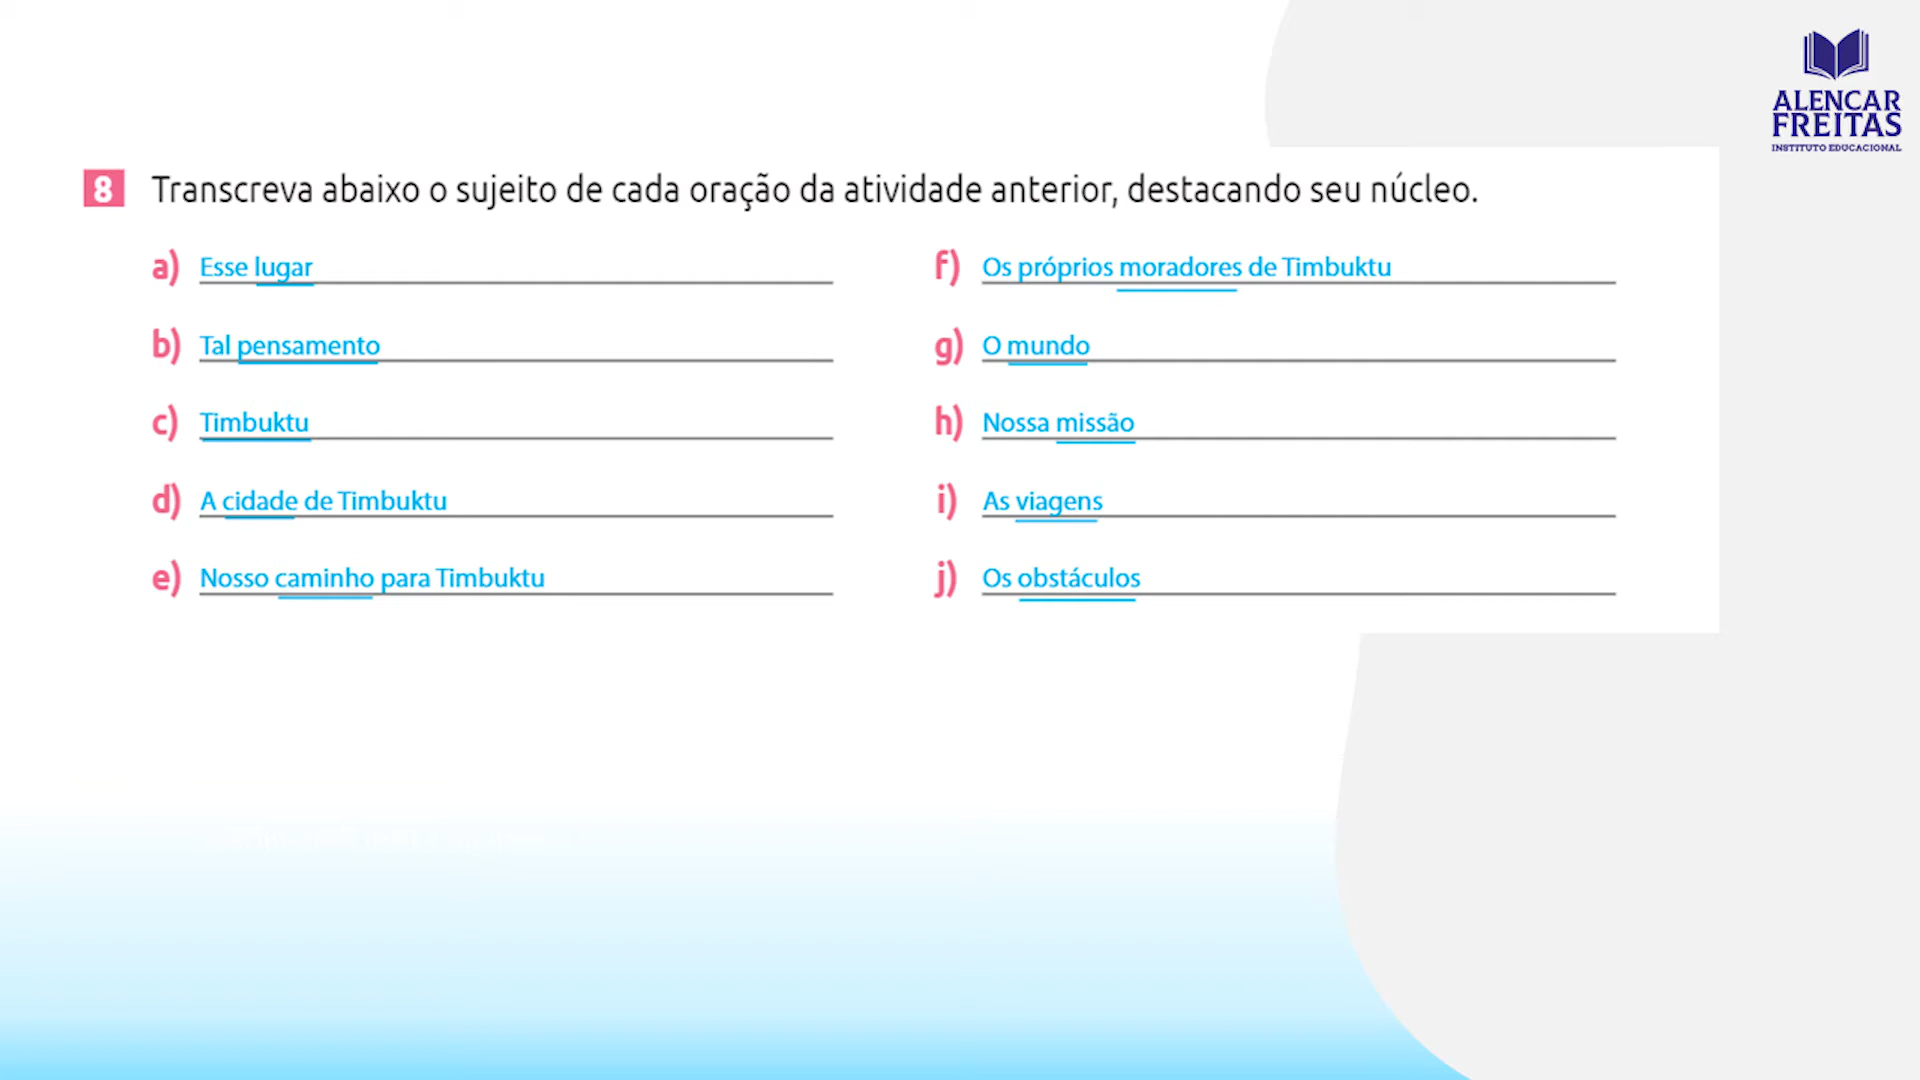 ALENCAR
FREITAS
INSTITUTO EDUCACIONAL
8 Transcreva abaixo o sujeito de cada oração da atividade anterior, destacando seu núcleo.
a) Esse lugar
b) Tal pensamento
c) Timbuktu
d) A cidade de Timbuktu
e) Nosso caminho para Timbuktu
f) Os próprios moradores de Timbuktu
g) O mundo
h) Nossa missão
i) As viagens
j) Os obstáculos